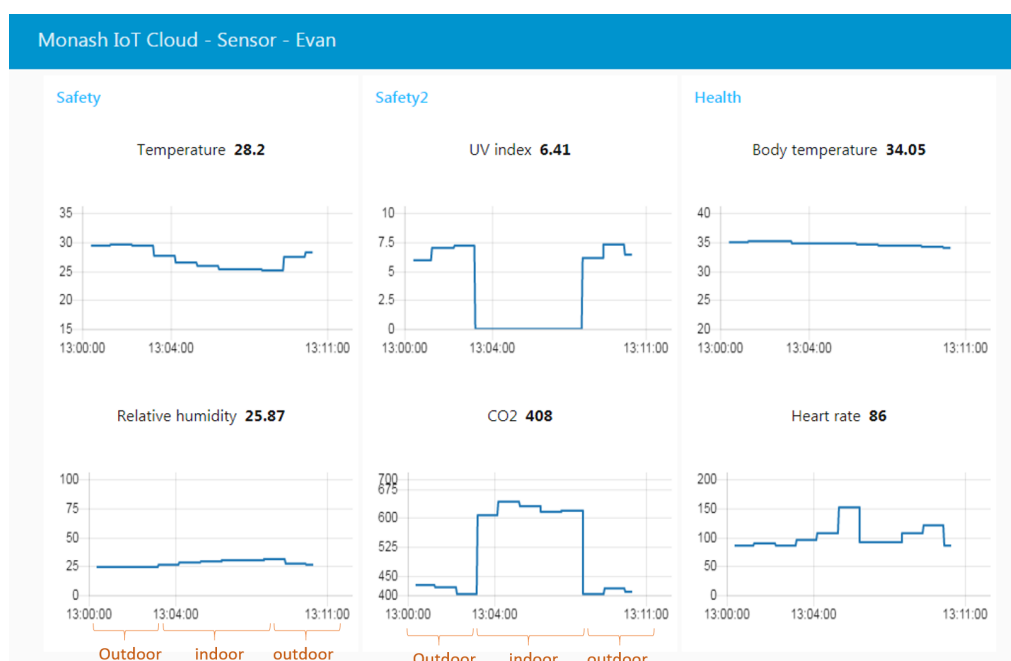 Monash IoT Cloud - Sensor - Evan
Safety
Temperature 28.2
35
30
25
20
15
13:00:00 13:04:00 13:11:00
Relative humidity 25.87
100
75
50
25
0
13:00:00 13:04:00 13:11:00
Outdoor indoor outdoor
Safety2
UV index 6.41
10
7.5
5
2.5
0
13:00:00 13:04:00 13:11:00
CO2 408
700
675
600
525
450
400
13:00:00 13:04:00 13:11:00
Outdoor indoor outdoor
Health
Body temperature 34.05
40
35
30
25
20
13:00:00 13:04:00 13:11:00
Heart rate 86
200
150
100
50
0
13:00:00 13:04:00 13:11:00